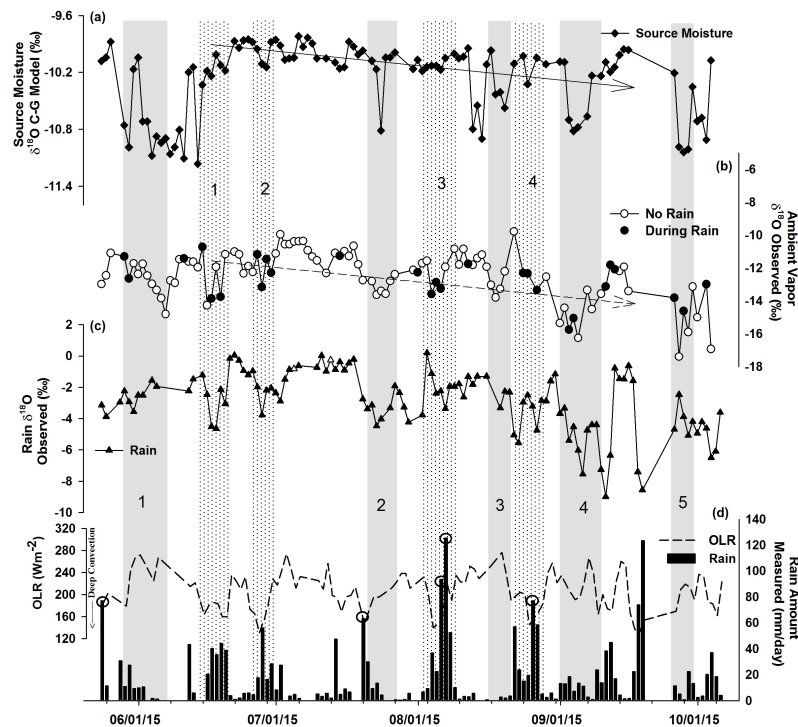 (a)
-9.6
-10.2
-10.8
-11.4
Source Moisture
δ18O C-G Model (‰)
Source Moisture
1
2
3
4
(b)
-6
-8
-10
-12
-14
-16
-18
Ambient Vapor
δ18O Observed (‰)
No Rain
During Rain
(c)
2
0
-2
-4
-6
-8
-10
Rain δ18O
Observed (‰)
Rain
1
2
3
4
5
(d)
320
280
240
200
160
120
OLR (Wm-2)
Deep Convection
OLR
Rain
140
120
100
80
60
40
20
0
Rain Amount
Measured (mm/day)
06/01/15
07/01/15
08/01/15
09/01/15
10/01/15